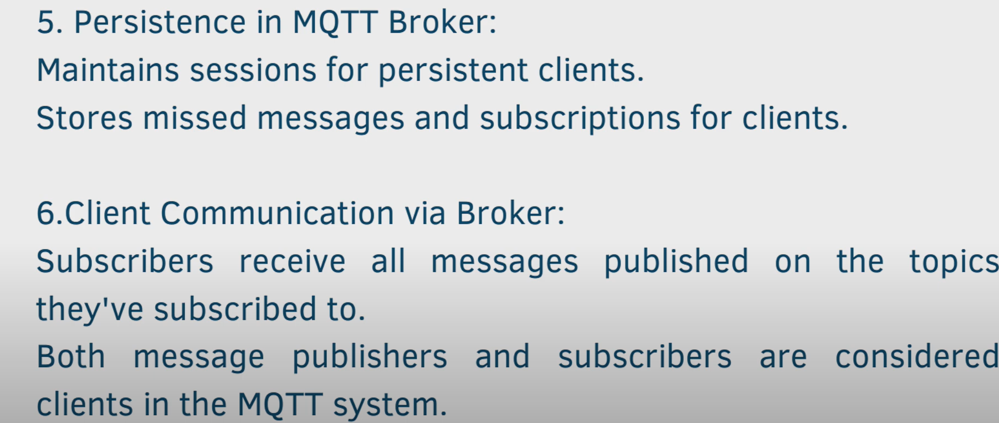 5. Persistence in MQTT Broker:
Maintains sessions for persistent clients.
Stores missed messages and subscriptions for clients.
6.Client Communication via Broker:
Subscribers receive all messages published on the topics
they've subscribed to.
Both message publishers and subscribers are considered
clients in the MQTT system.